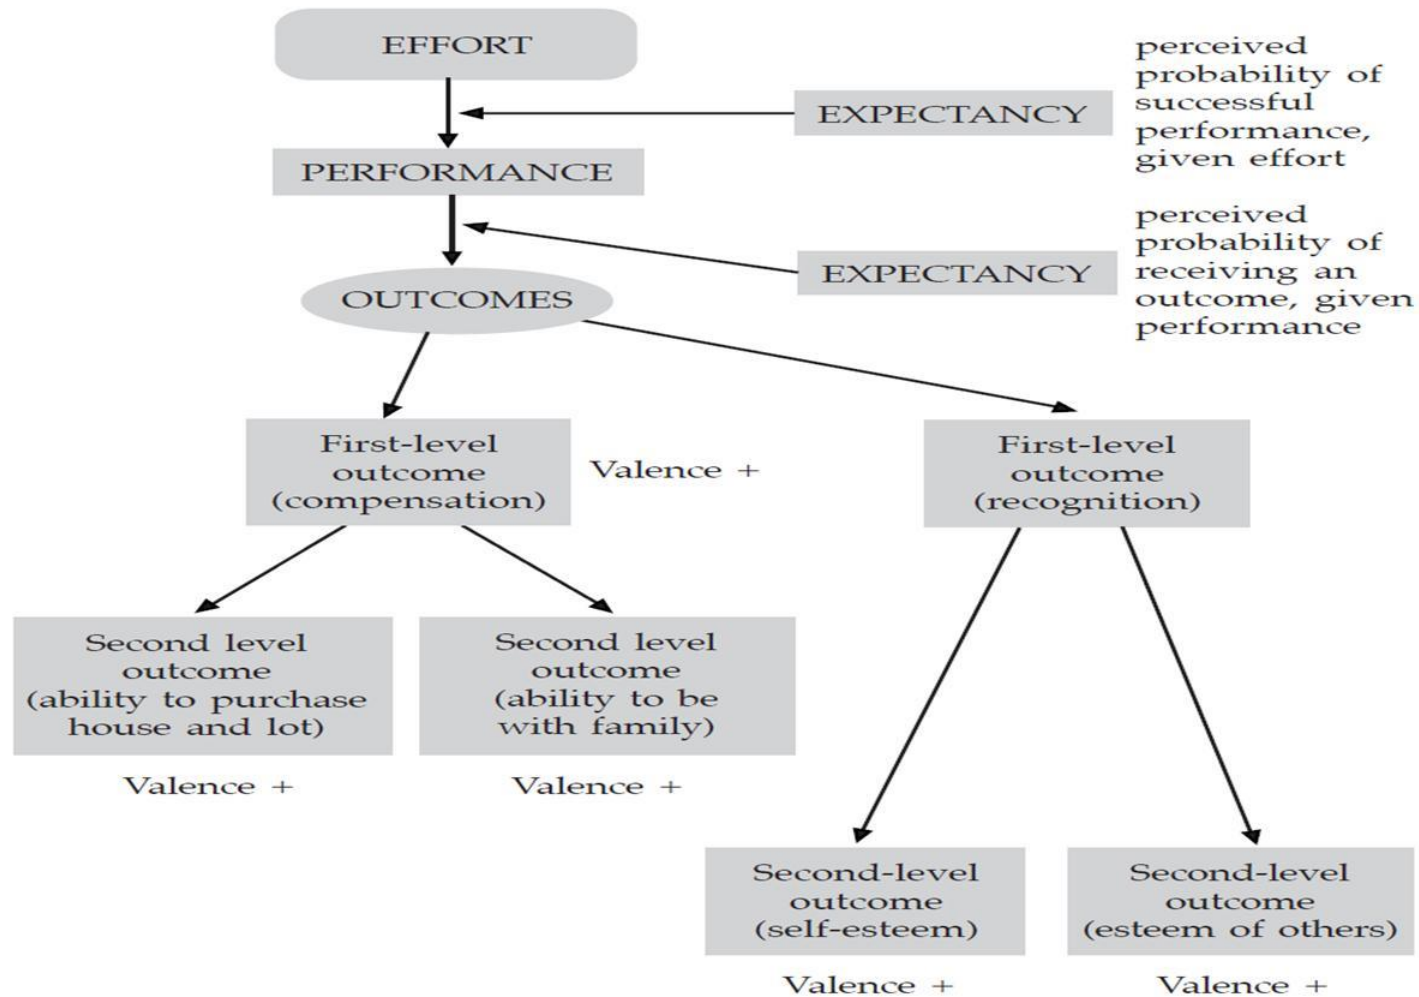 EFFORT
EXPECTANCY
perceived
probability of
successful
performance,
given effort
PERFORMANCE
EXPECTANCY
perceived
probability of
receiving an
outcome, given
performance
OUTCOMES
First-level
outcome
(compensation)
Valence +
First-level
outcome
(recognition)
Second level
outcome
(ability to purchase
house and lot)
Valence +
Second level
outcome
(ability to be
with family)
Valence +
Second-level
outcome
(self-esteem)
Valence +
Second-level
outcome
(esteem of others)
Valence +